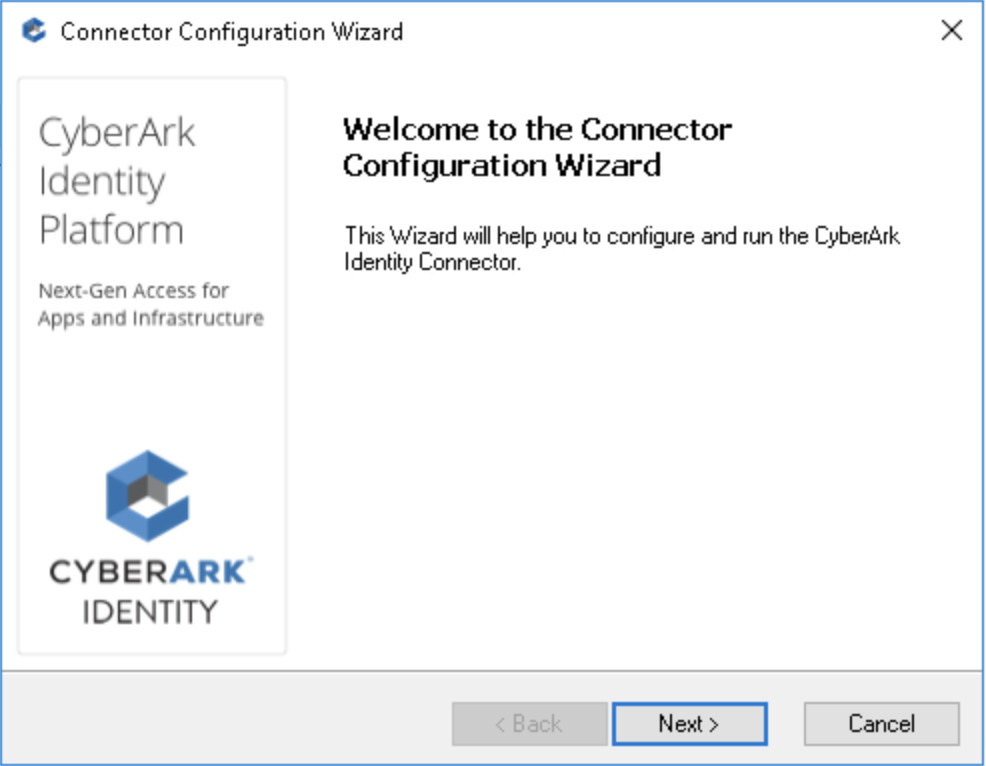 Connector Configuration Wizard
CyberArk
Identity
Platform
Next-Gen Access for
Apps and Infrastructure
CYBERARK
IDENTITY
Welcome to the Connector
Configuration Wizard
This Wizard will help you to configure and run the CyberArk
Identity Connector.
< Back
Next >
Cancel